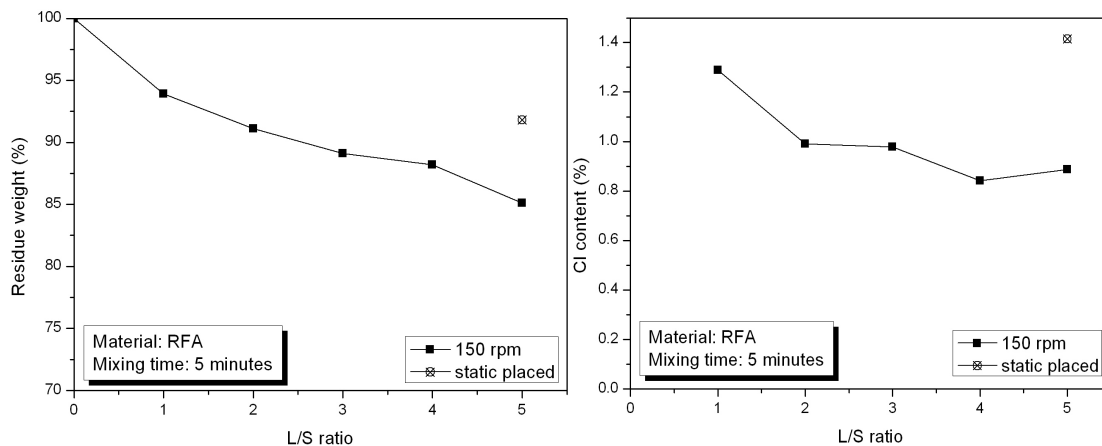 100
95
90
85
80
75
70
Residue weight (%)
Material: RFA
Mixing time: 5 minutes
150 rpm
static placed
0 1 2 3 4 5
L/S ratio
1.4
1.2
1.0
0.8
0.6
0.4
0.2
0.0
Cl content (%)
Material: RFA
Mixing time: 5 minutes
150 rpm
static placed
0 1 2 3 4 5
L/S ratio